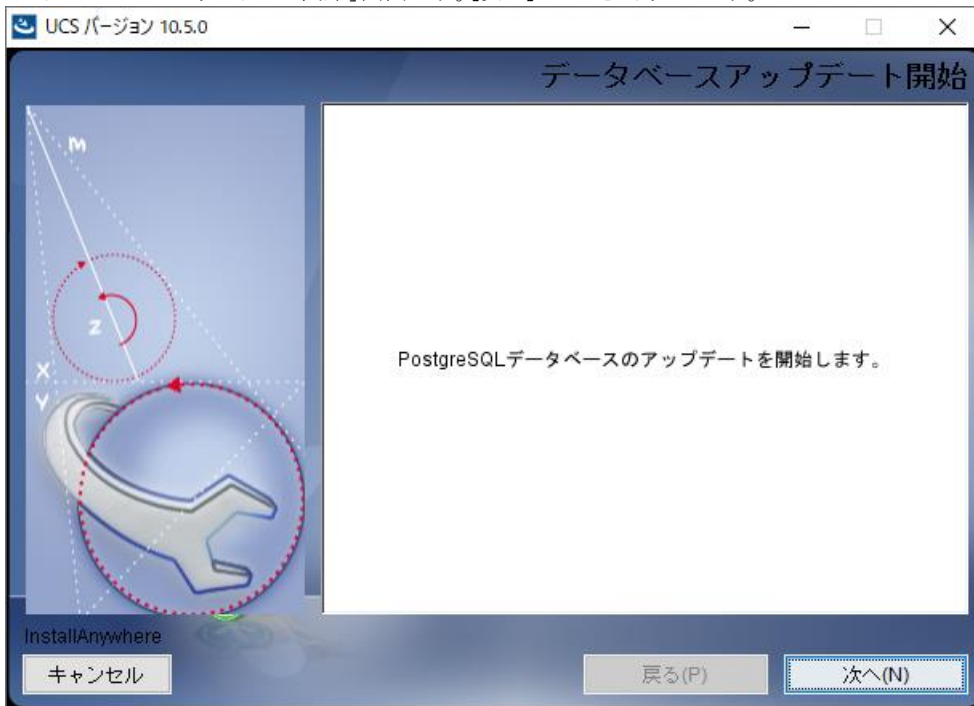 UCS バージョン 10.5.0
データベースアップデート開始
M
Z
X
Y
PostgreSQLデータベースのアップデートを開始します。
InstallAnywhere
キャンセル
戻る(P)
次へ(N)